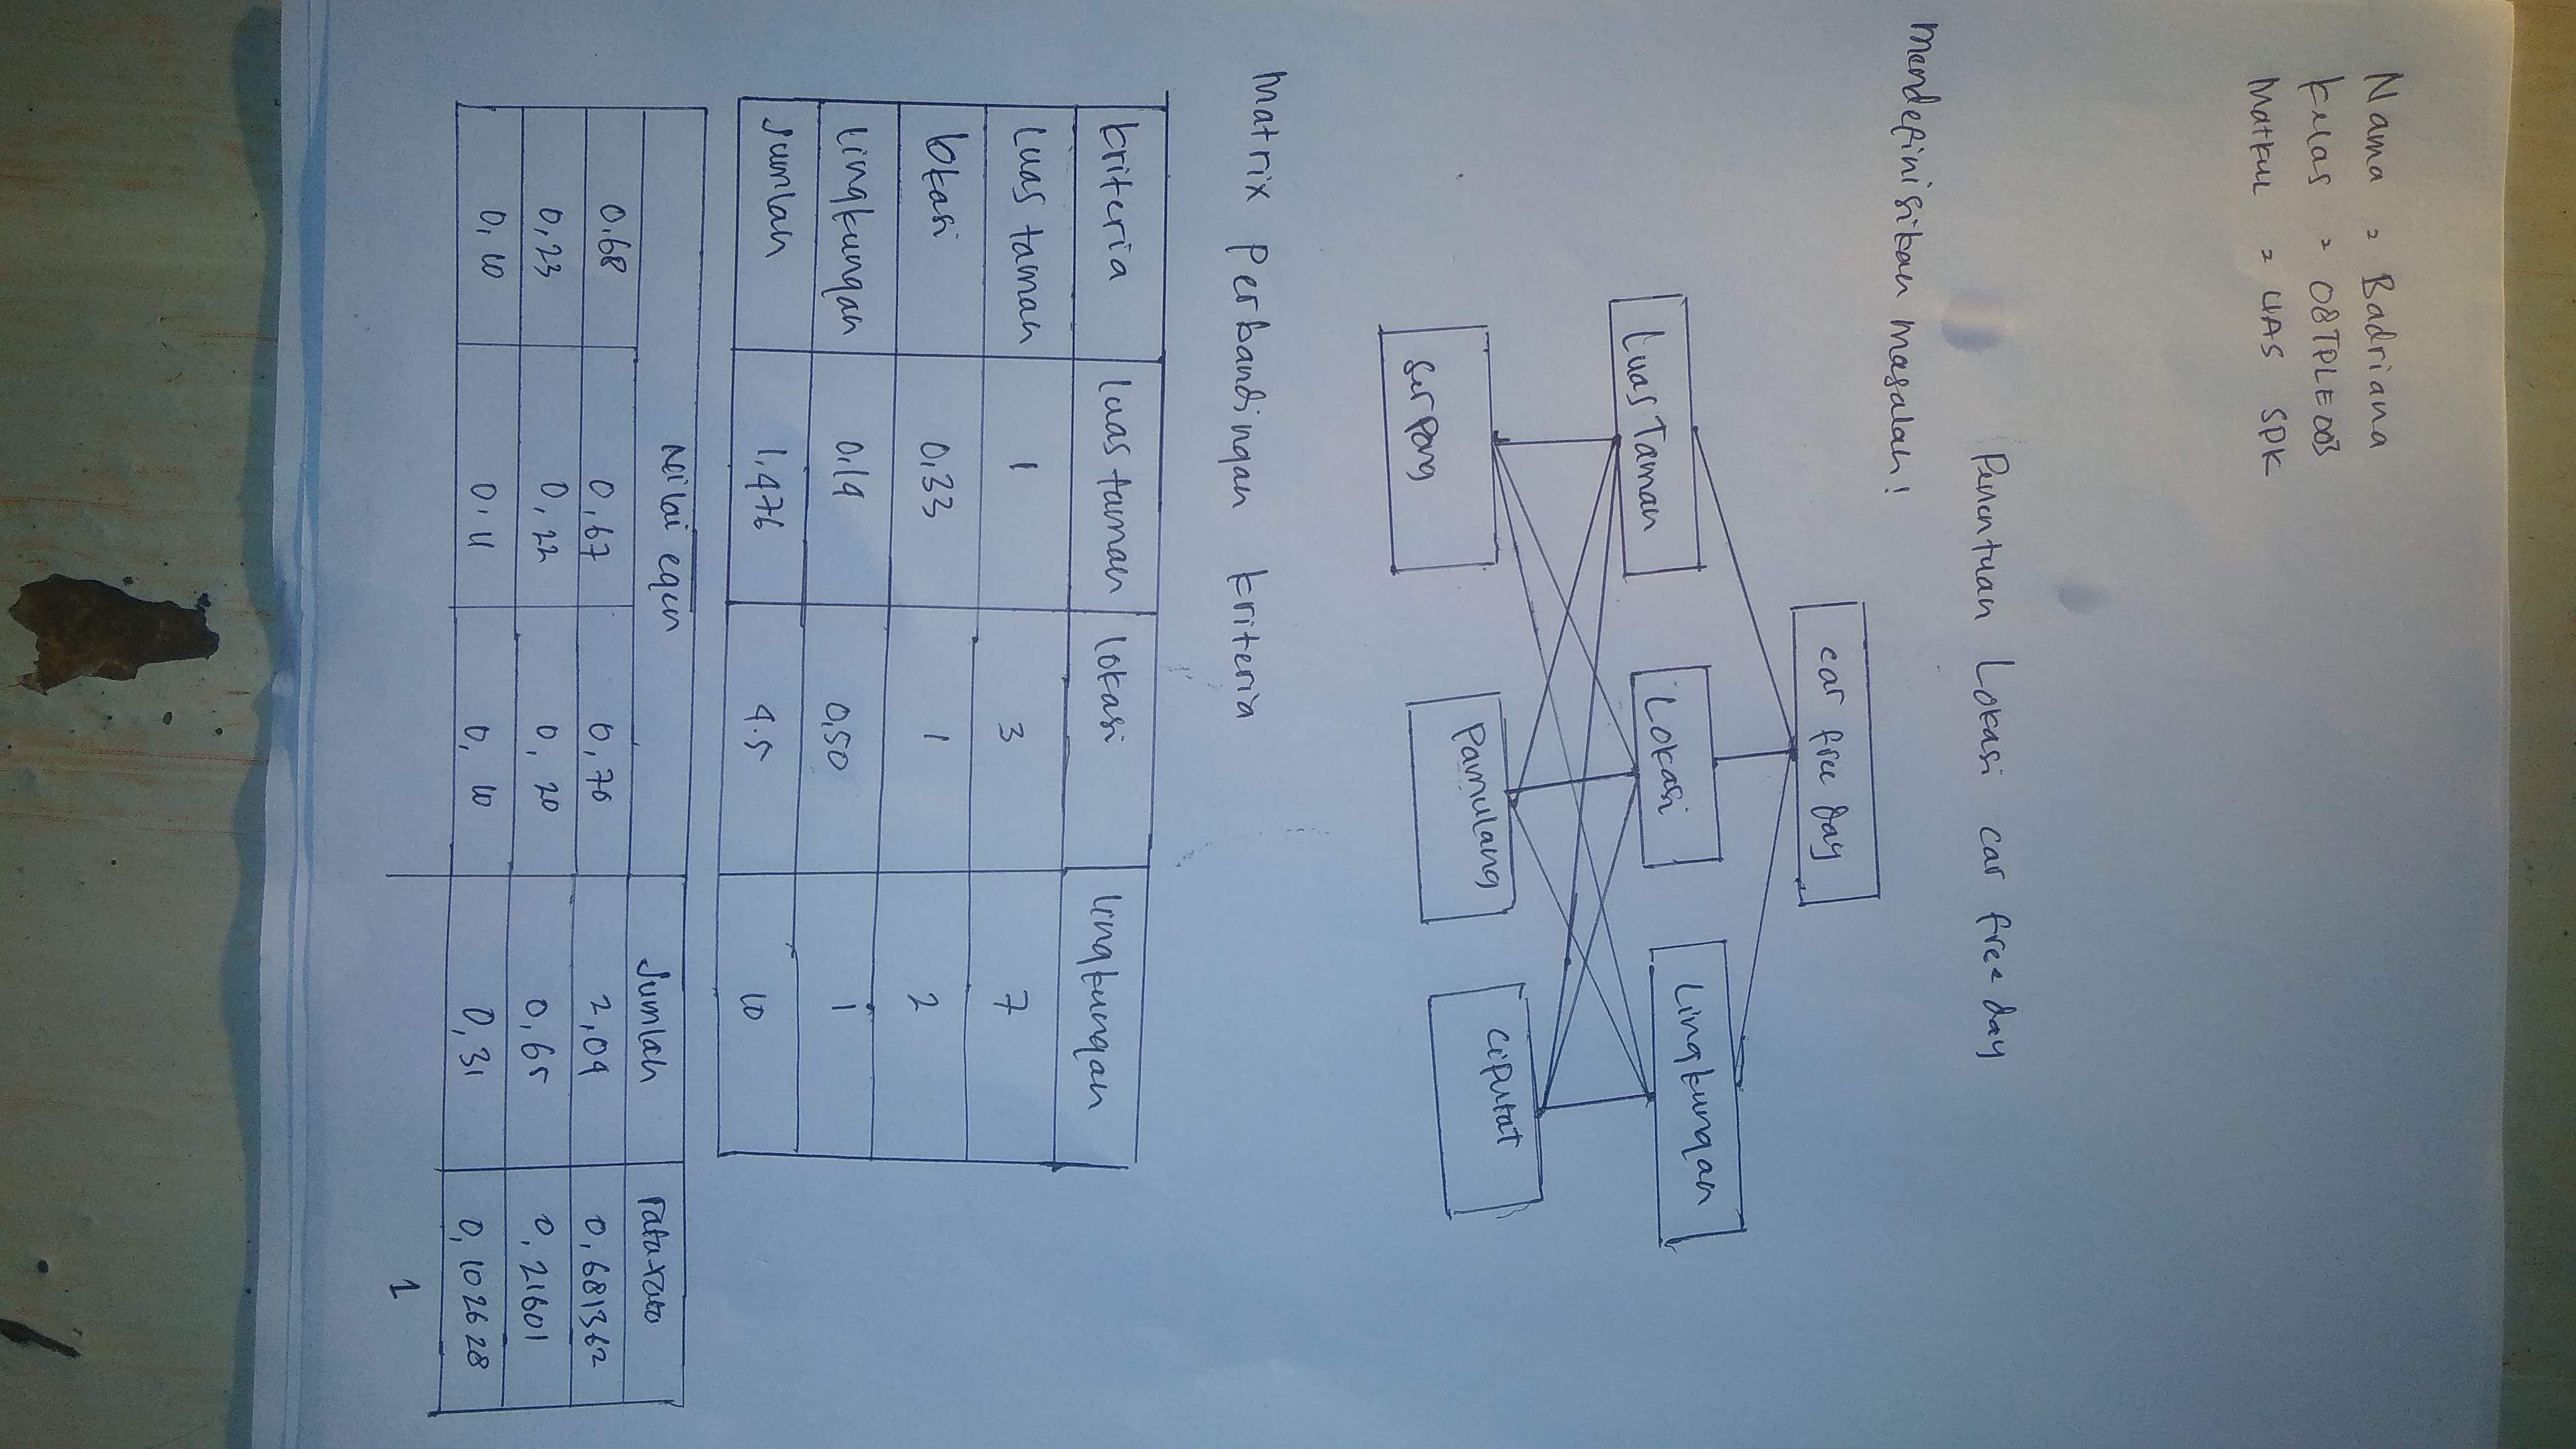 Nama = Badriana
Kelas = 08TPLE003
Matkul = UAS SPK
Penentuan Lokasi car free day
Mendefinisikan masalah!
car free day
Luas Taman Lokasi Lingkungan
Serpong Pamulang Ciputat
Matrix Perbandingan kriteria
kriteria luas taman lokasi lingkungan
luas taman 1 3 7
lokasi 0,33 1 2
lingkungan 0,14 0,50 1
Jumlah 1,476 4.5 10
Nilai egen Jumlah rata-rata
0,68 0,67 0,70 2,04 0,681362
0,23 0,22 0,20 0,65 0,21601
0,10 0,11 0,10 0,31 0,102628
1